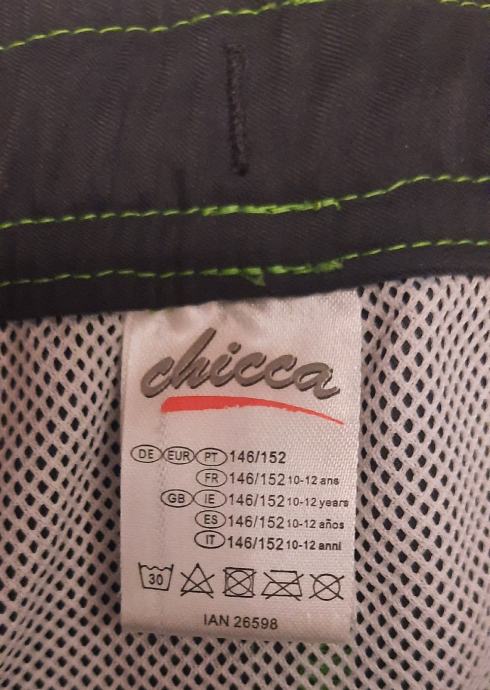 chicca
DE EUR PT 146/152
FR 146/152 10-12 ans
GB IE 146/152 10-12 years
ES 146/152 10-12 años
IT 146/152 10-12 anni
30
IAN 26598